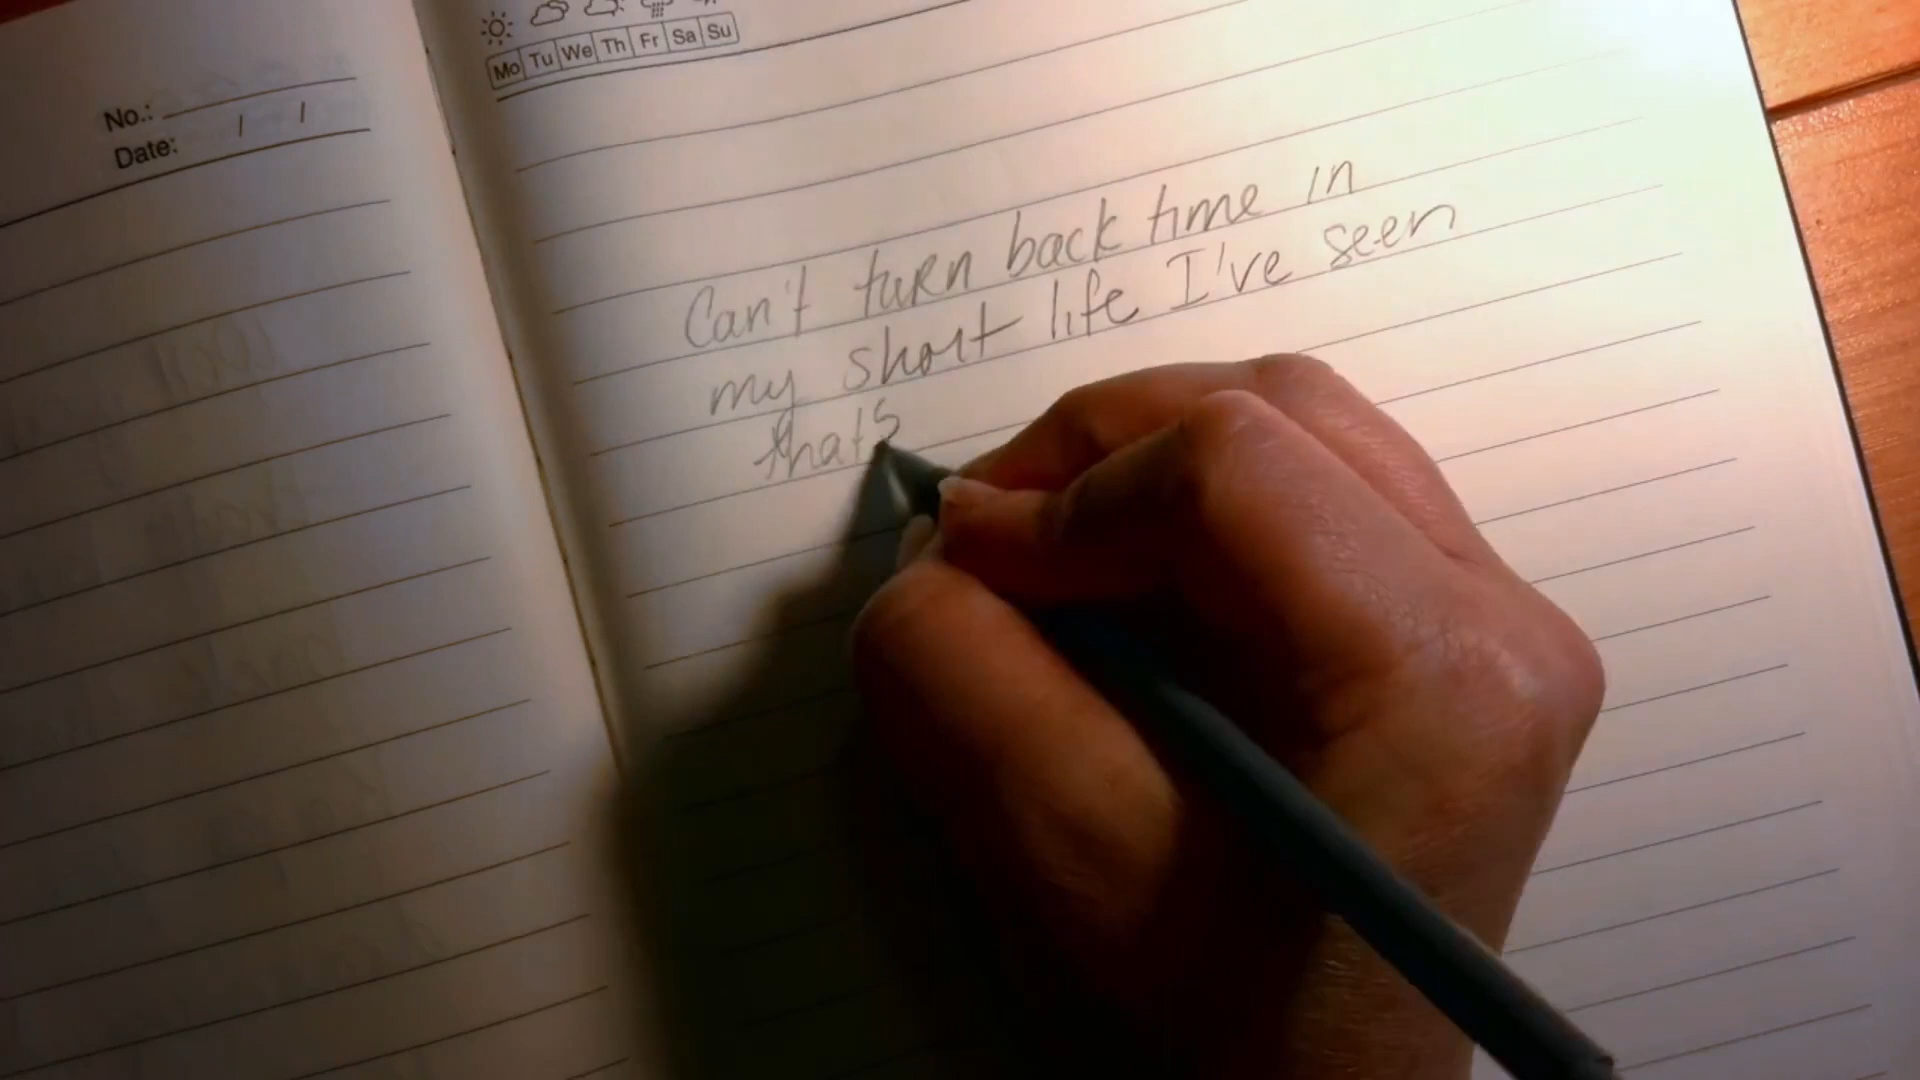 No.:
Date: / /
Mo Tu We Th Fr Sa Su
Can't turn back time in
my short life I've seen
thats